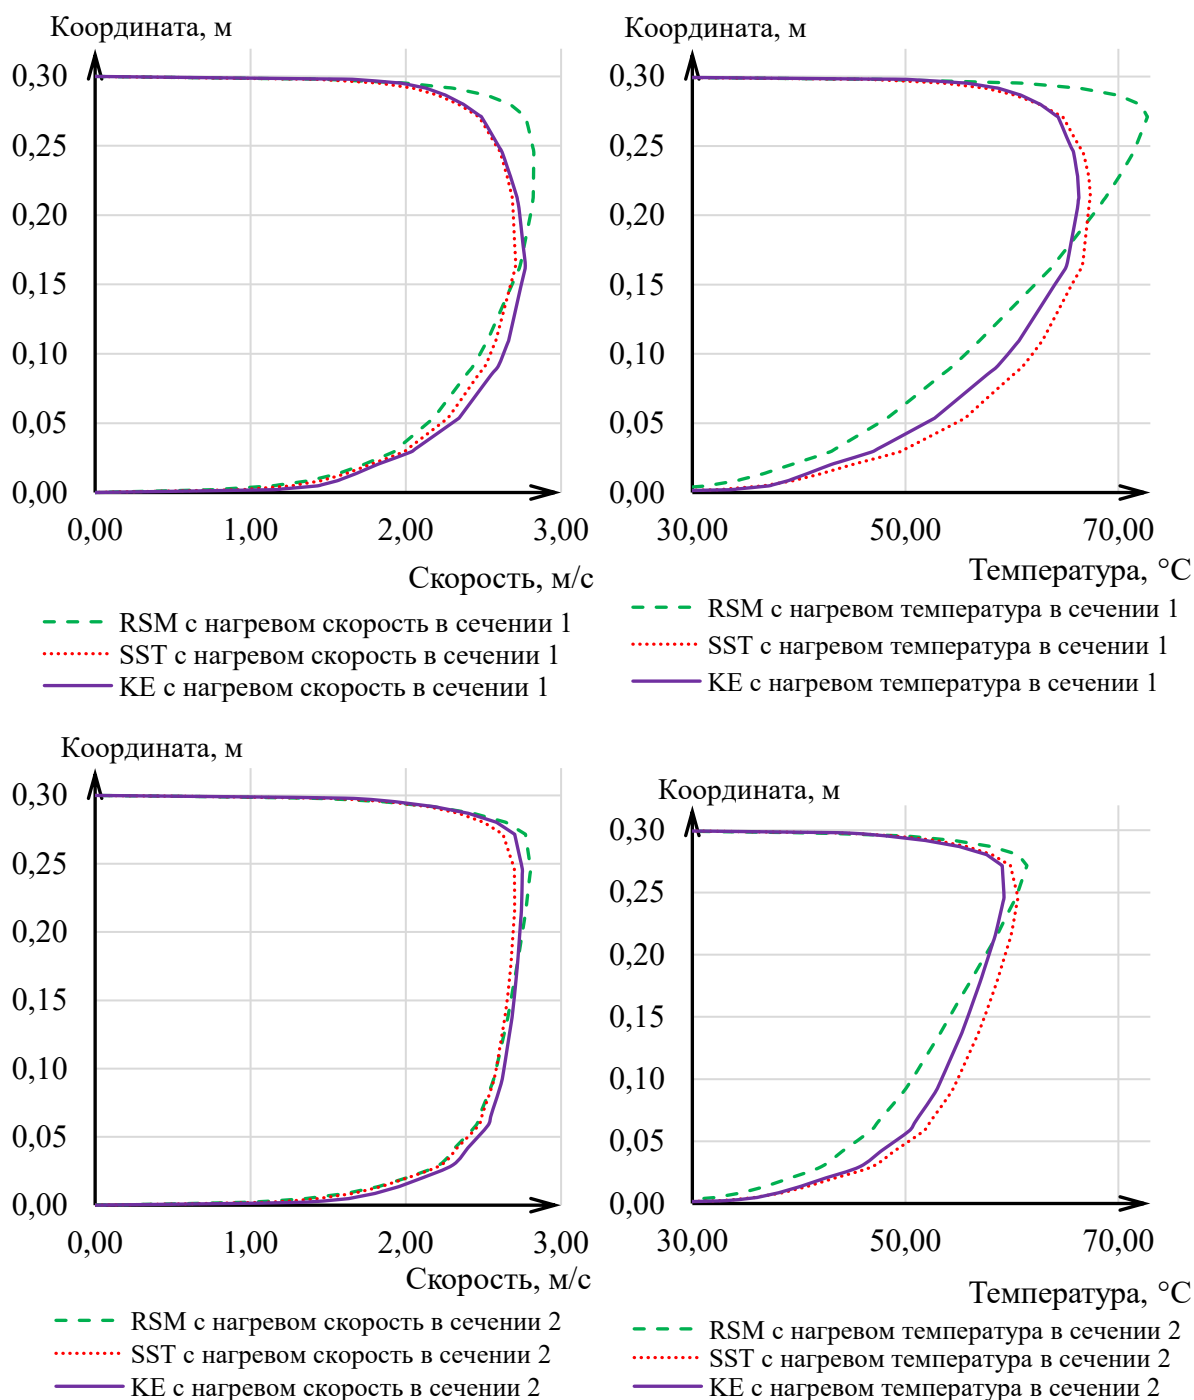 Координата, м
0,30
0,25
0,20
0,15
0,10
0,05
0,00
0,00 1,00 2,00 3,00
Скорость, м/с
RSM с нагревом скорость в сечении 1
SST с нагревом скорость в сечении 1
KE с нагревом скорость в сечении 1
Координата, м
0,30
0,25
0,20
0,15
0,10
0,05
0,00
30,00 50,00 70,00
Температура, °C
RSM с нагревом температура в сечении 1
SST с нагревом температура в сечении 1
KE с нагревом температура в сечении 1
Координата, м
0,30
0,25
0,20
0,15
0,10
0,05
0,00
0,00 1,00 2,00 3,00
Скорость, м/с
RSM с нагревом скорость в сечении 2
SST с нагревом скорость в сечении 2
KE с нагревом скорость в сечении 2
Координата, м
0,30
0,25
0,20
0,15
0,10
0,05
0,00
30,00 50,00 70,00
Температура, °C
RSM с нагревом температура в сечении 2
SST с нагревом температура в сечении 2
KE с нагревом температура в сечении 2